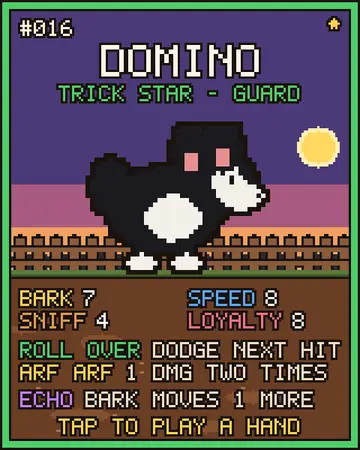 #016
DOMINO
TRICK STAR - GUARD
BARK 7 SPEED 8
SNIFF 4 LOYALTY 8
ROLL OVER DODGE NEXT HIT
ARF ARF 1 DMG TWO TIMES
ECHO BARK MOVES 1 MORE
TAP TO PLAY A HAND